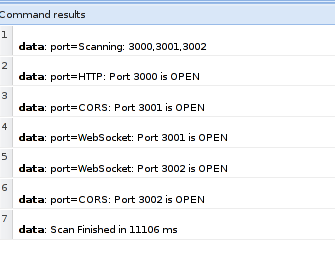 Command results
1
data: port=Scanning: 3000,3001,3002
2
data: port=HTTP: Port 3000 is OPEN
3
data: port=CORS: Port 3001 is OPEN
4
data: port=WebSocket: Port 3001 is OPEN
5
data: port=WebSocket: Port 3002 is OPEN
6
data: port=CORS: Port 3002 is OPEN
7
data: Scan Finished in 11106 ms